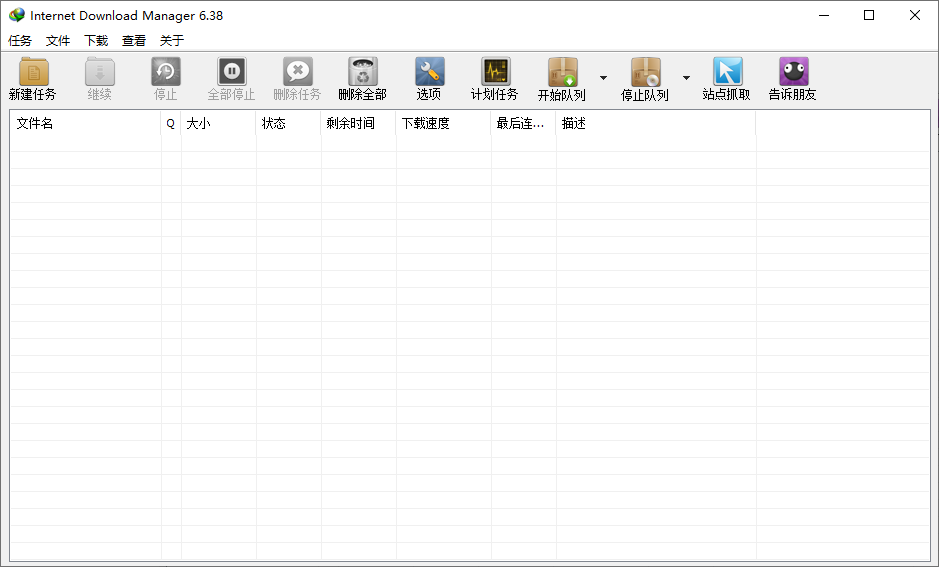 Internet Download Manager 6.38
任务 文件 下载 查看 关于
新建任务 继续 停止 全部停止 删除任务 删除全部 选项 计划任务 开始队列 停止队列 站点抓取 告诉朋友
文件名 Q 大小 状态 剩余时间 下载速度 最后连... 描述